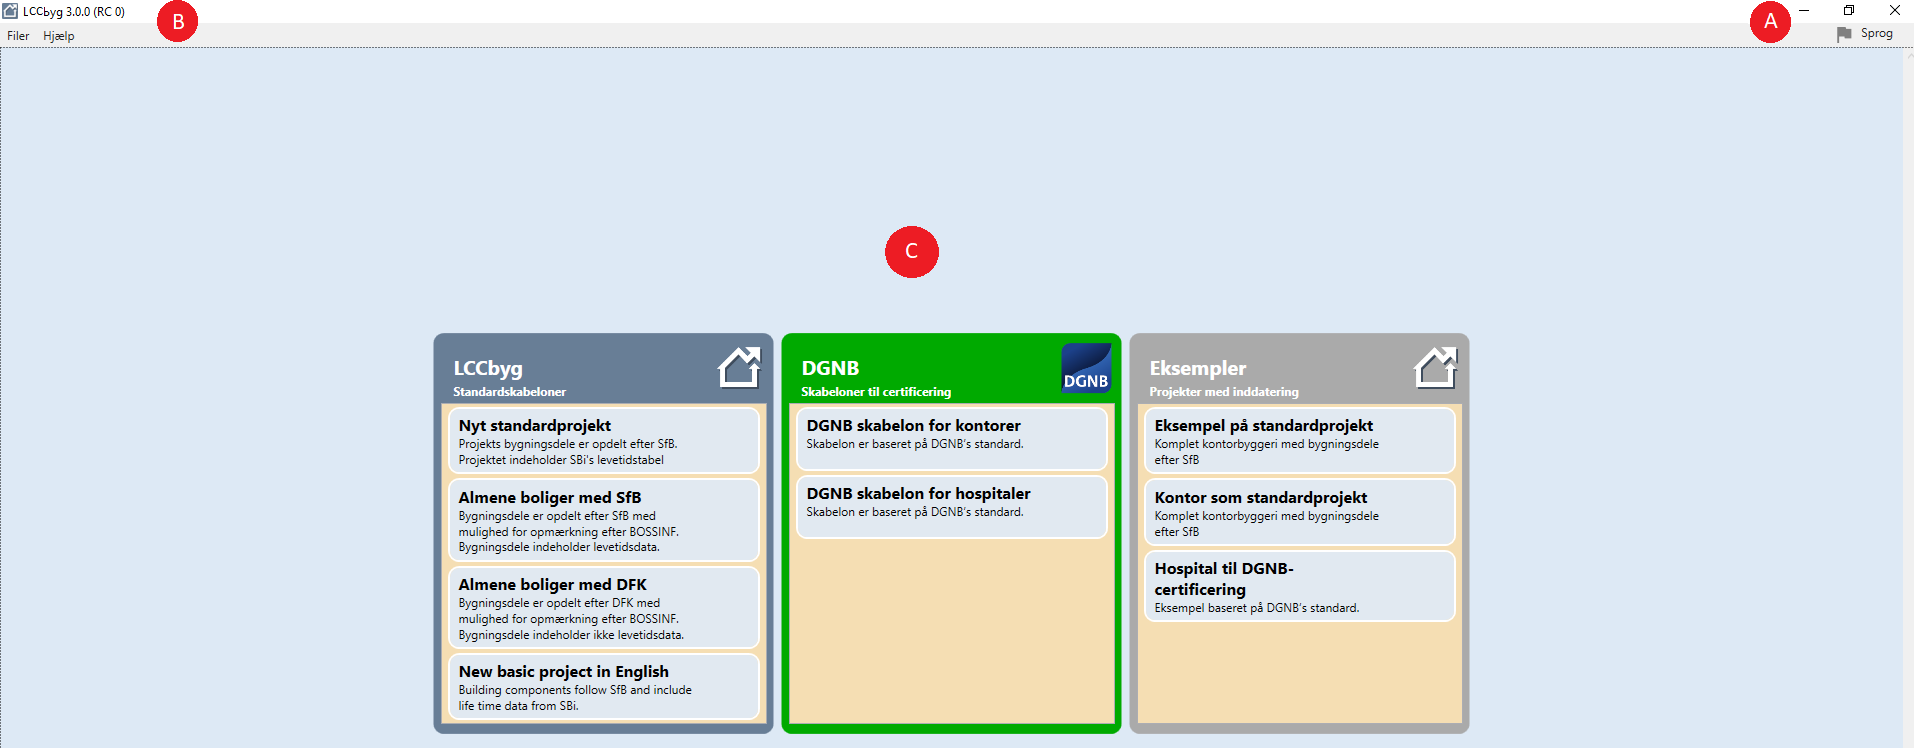 LCCbyg 3.0.0 (RC 0)
B
A
Filer Hjælp
Sprog
C
LCCbyg
Standardskabeloner
Nyt standardprojekt
Projekts bygningsdele er opdelt efter SfB.
Projektet indeholder SBi's levetidstabel
Almene boliger med SfB
Bygningsdele er opdelt efter SfB med
mulighed for opmærkning efter BOSSINF.
Bygningsdele indeholder levetidsdata.
Almene boliger med DFK
Bygningsdele er opdelt efter DFK med
mulighed for opmærkning efter BOSSINF.
Bygningsdele indeholder ikke levetidsdata.
New basic project in English
Building components follow SfB and include
life time data from SBi.
DGNB
Skabeloner til certificering
DGNB
DGNB skabelon for kontorer
Skabelon er baseret på DGNB's standard.
DGNB skabelon for hospitaler
Skabelon er baseret på DGNB's standard.
Eksempler
Projekter med inddatering
Eksempel på standardprojekt
Komplet kontorbyggeri med bygningsdele
efter SfB
Kontor som standardprojekt
Komplet kontorbyggeri med bygningsdele
efter SfB
Hospital til DGNB-
certificering
Eksempel baseret på DGNB's standard.